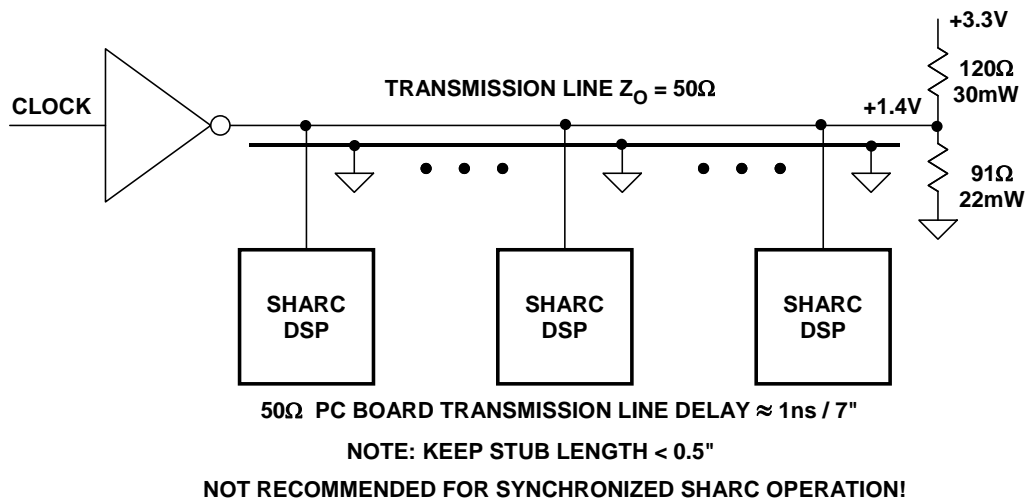 +3.3V
120Ω
30mW
TRANSMISSION LINE ZO = 50Ω
+1.4V
CLOCK
91Ω
22mW
SHARC
DSP
SHARC
DSP
SHARC
DSP
50Ω PC BOARD TRANSMISSION LINE DELAY ≈ 1ns / 7"
NOTE: KEEP STUB LENGTH < 0.5"
NOT RECOMMENDED FOR SYNCHRONIZED SHARC OPERATION!